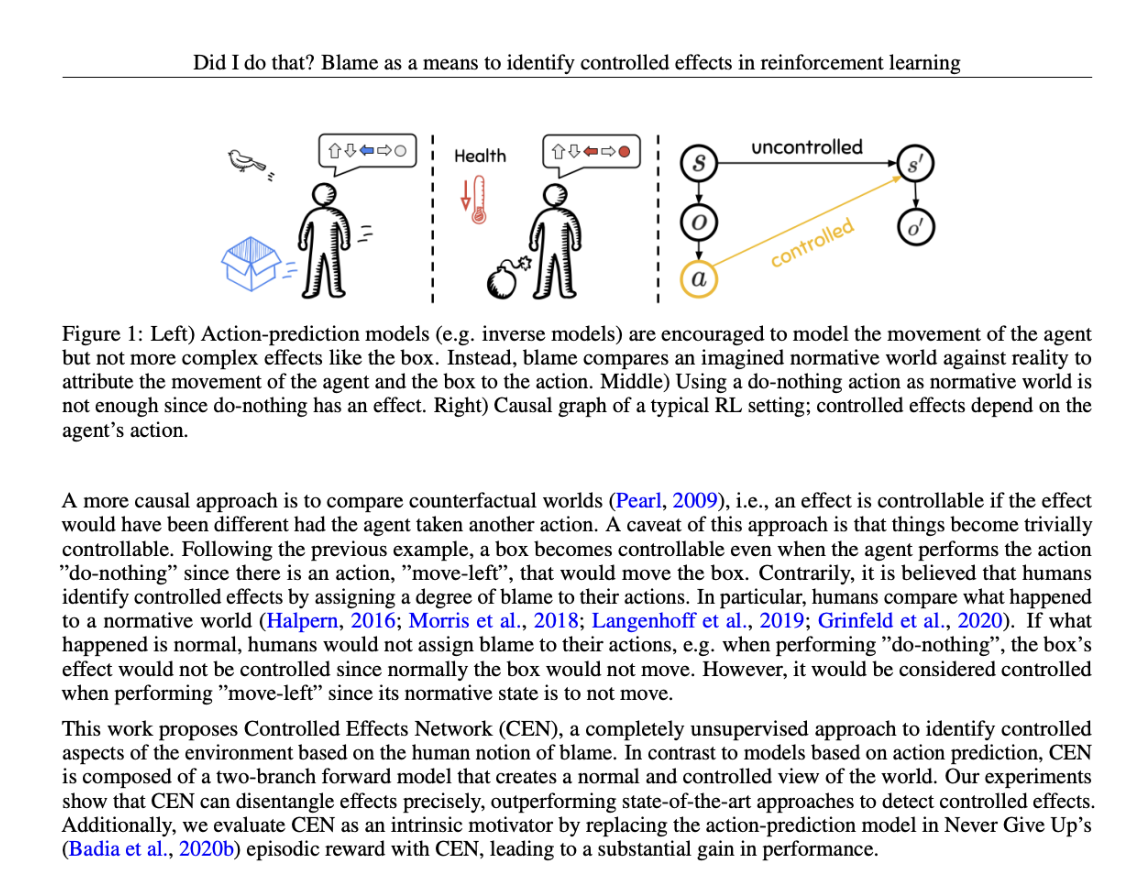 Did I do that? Blame as a means to identify controlled effects in reinforcement learning
Health
s
uncontrolled
s'
o
o'
controlled
a
Figure 1: Left) Action-prediction models (e.g. inverse models) are encouraged to model the movement of the agent
but not more complex effects like the box. Instead, blame compares an imagined normative world against reality to
attribute the movement of the agent and the box to the action. Middle) Using a do-nothing action as normative world is
not enough since do-nothing has an effect. Right) Causal graph of a typical RL setting; controlled effects depend on the
agent's action.
A more causal approach is to compare counterfactual worlds (Pearl, 2009), i.e., an effect is controllable if the effect
would have been different had the agent taken another action. A caveat of this approach is that things become trivially
controllable. Following the previous example, a box becomes controllable even when the agent performs the action
”do-nothing” since there is an action, ”move-left”, that would move the box. Contrarily, it is believed that humans
identify controlled effects by assigning a degree of blame to their actions. In particular, humans compare what happened
to a normative world (Halpern, 2016; Morris et al., 2018; Langenhoff et al., 2019; Grinfeld et al., 2020). If what
happened is normal, humans would not assign blame to their actions, e.g. when performing ”do-nothing”, the box's
effect would not be controlled since normally the box would not move. However, it would be considered controlled
when performing ”move-left” since its normative state is to not move.
This work proposes Controlled Effects Network (CEN), a completely unsupervised approach to identify controlled
aspects of the environment based on the human notion of blame. In contrast to models based on action prediction, CEN
is composed of a two-branch forward model that creates a normal and controlled view of the world. Our experiments
show that CEN can disentangle effects precisely, outperforming state-of-the-art approaches to detect controlled effects.
Additionally, we evaluate CEN as an intrinsic motivator by replacing the action-prediction model in Never Give Up's
(Badia et al., 2020b) episodic reward with CEN, leading to a substantial gain in performance.